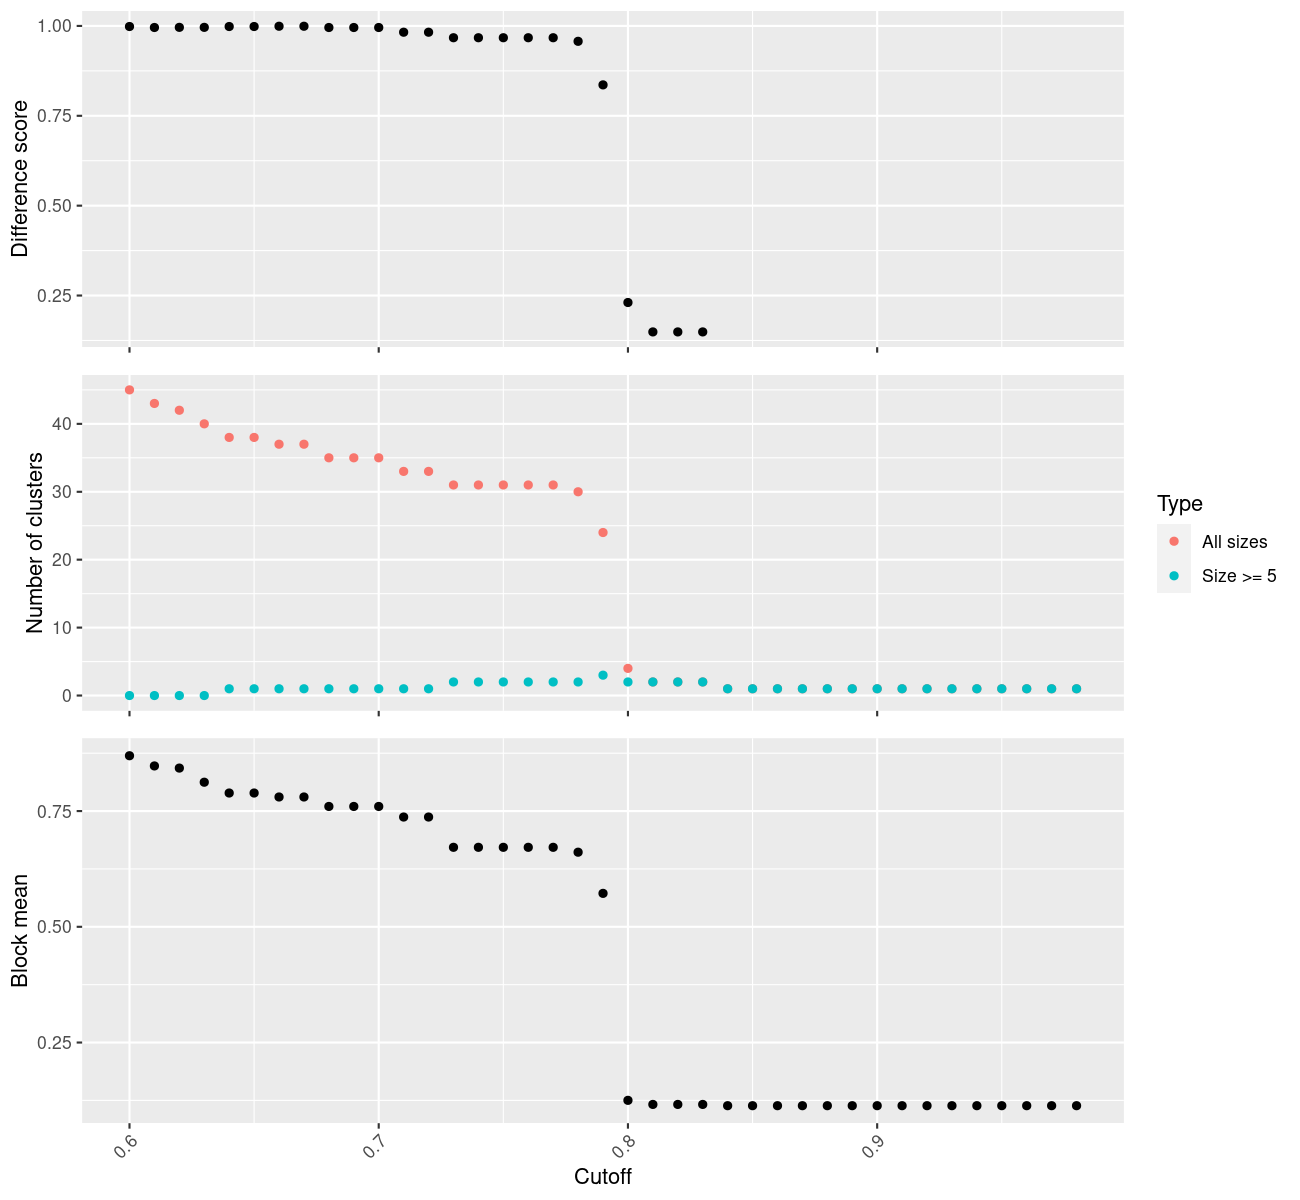 1.00
0.75
0.50
0.25
Difference score
40
30
20
10
0
Number of clusters
Type
All sizes
Size >= 5
0.75
0.50
0.25
Block mean
0.6
0.7
0.8
0.9
Cutoff